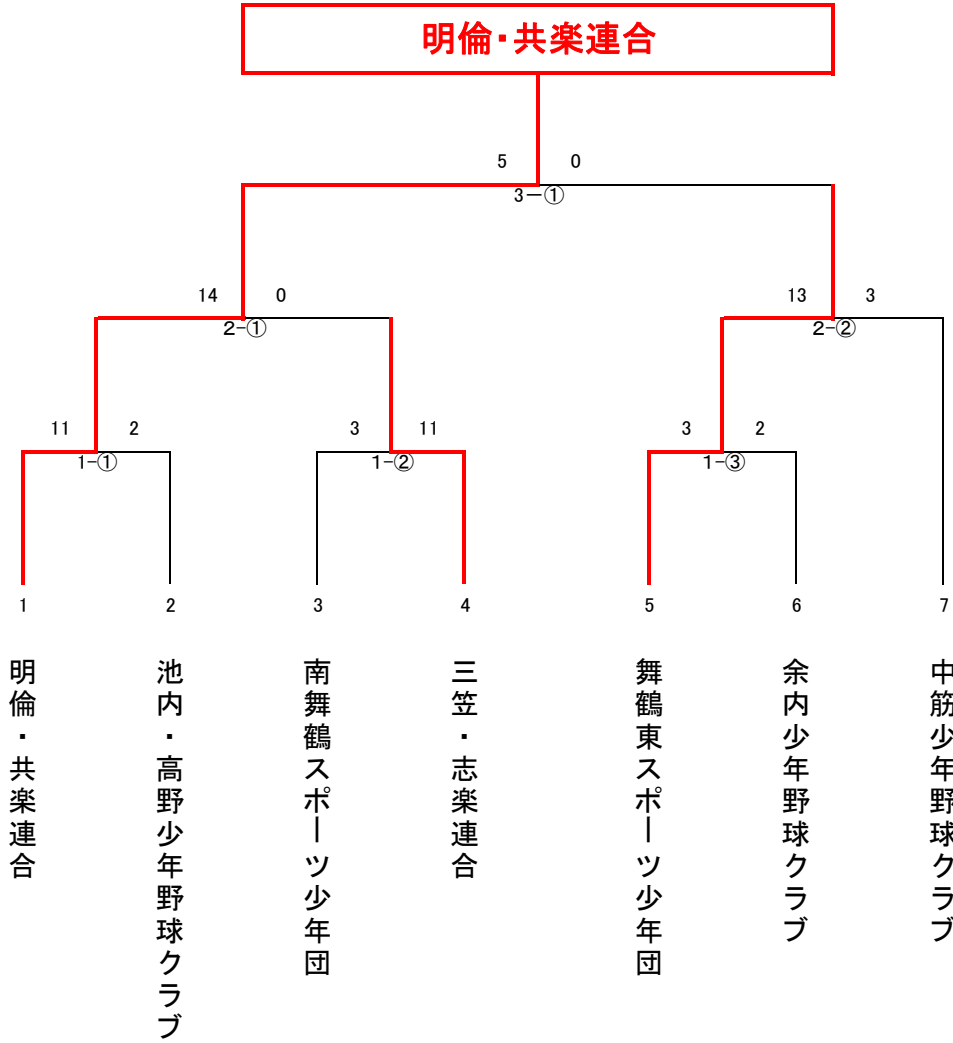 明倫・共楽連合
5 0
3－①
14 0
2-①
13 3
2-②
11 2
1-①
3 11
1-②
3 2
1-③
1 2 3 4 5 6 7
明倫・共楽連合
池内・高野少年野球クラブ
南舞鶴スポーツ少年団
三笠・志楽連合
舞鶴東スポーツ少年団
余内少年野球クラブ
中筋少年野球クラブ